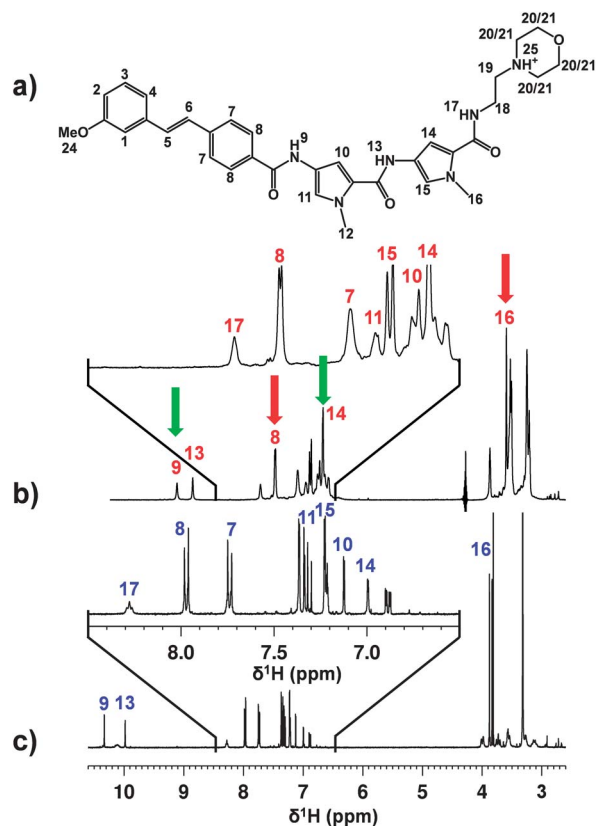 a)
20/21
20/21 O
25
N+ 20/21
19 20/21
17
HN 18
3
2 4 6 7
8
H
N 9 10
H
N 13 14
O
MeO
24
1 5 7 8
O
11 N
12
O
15 N
16
8 15 14
10
7
11
17
16
9 13
8
14
b)
8 7 11 15
10
14
17
16
8.0 7.5 7.0
δ¹H (ppm)
9 13
c)
10 9 8 7 6 5 4 3
δ¹H (ppm)